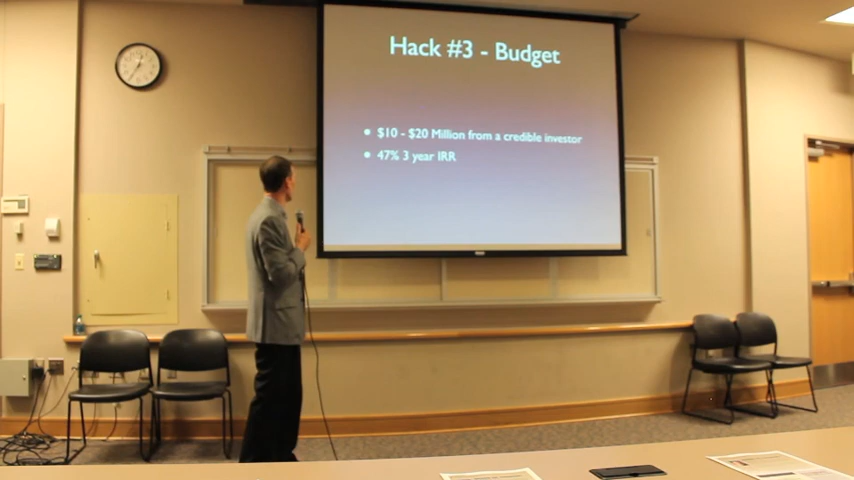 Hack #3 - Budget
$10 - $20 Million from a credible investor
47% 3 year IRR